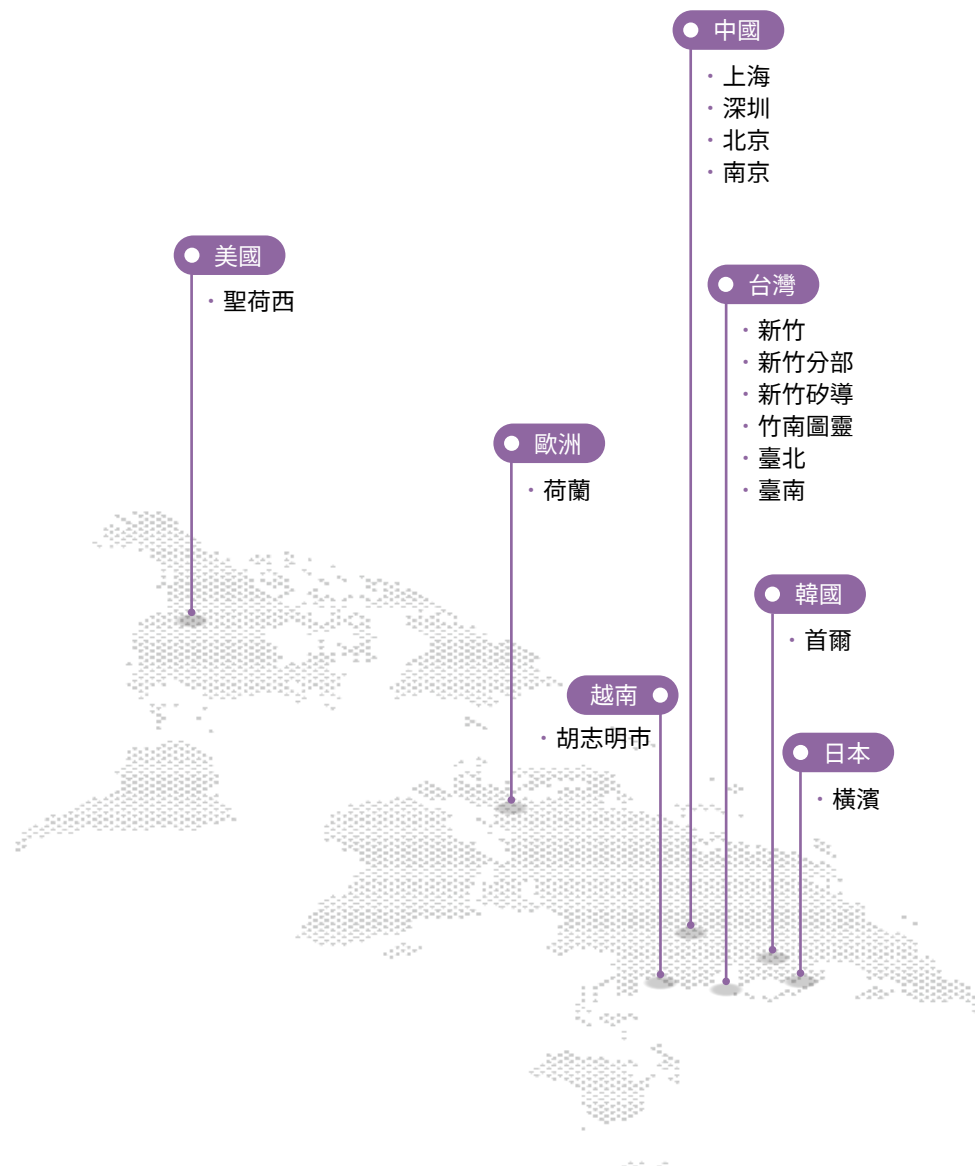 中國
・上海
・深圳
・北京
・南京
美國
・聖荷西
台灣
・新竹
・新竹分部
・新竹矽導
・竹南圖靈
・臺北
・臺南
歐洲
・荷蘭
韓國
・首爾
越南
・胡志明市
日本
・橫濱